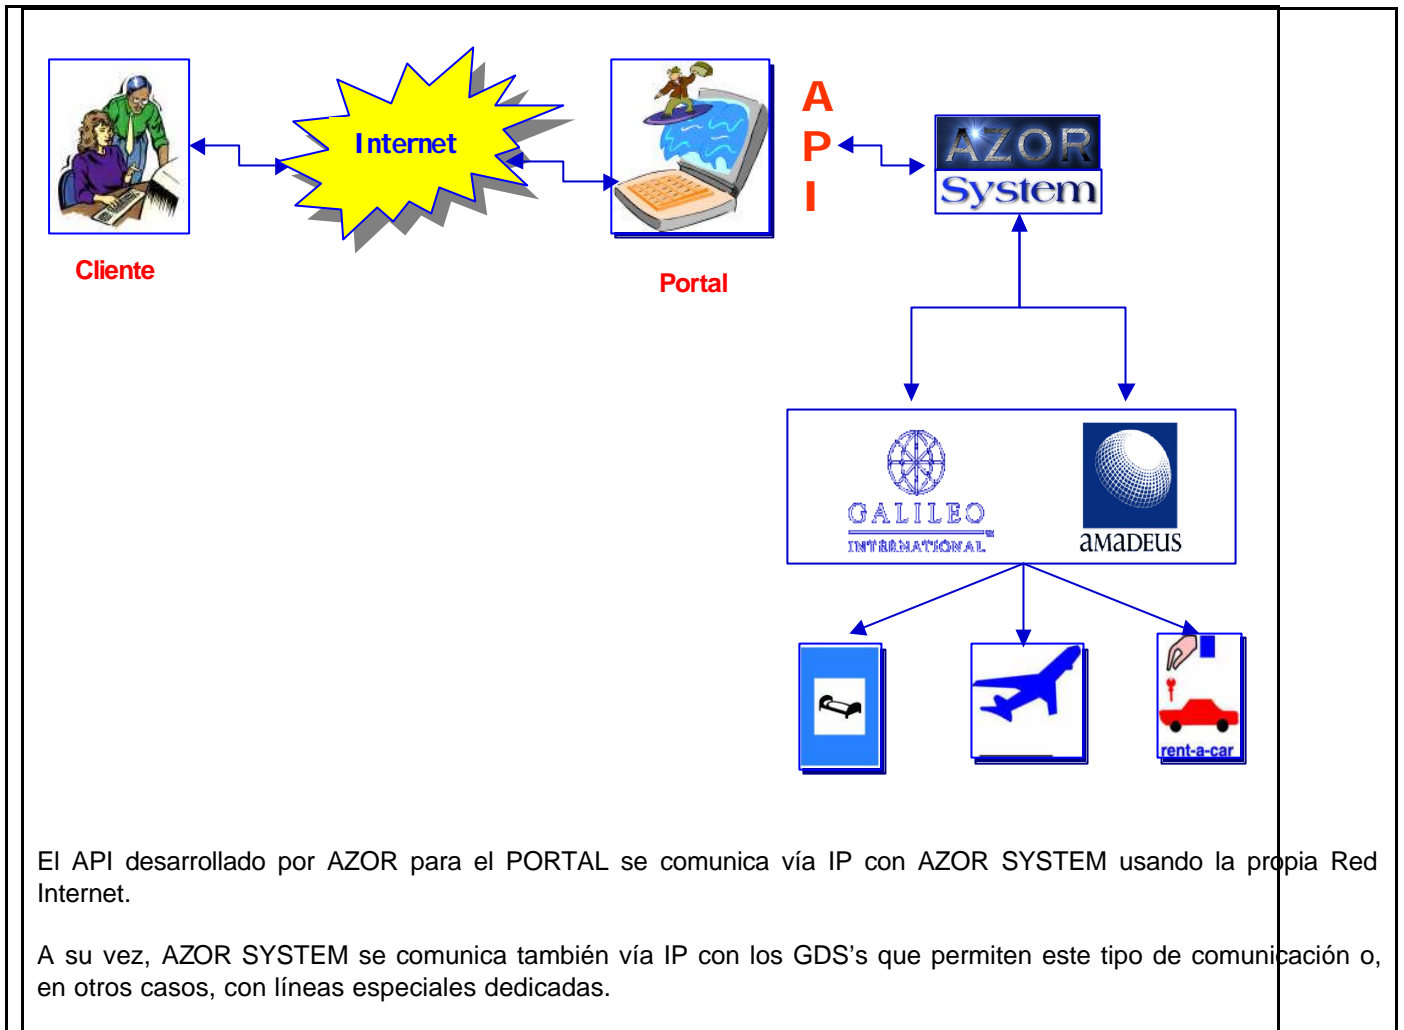 Internet
A
P
I
AZOR
System
Cliente
Portal
GALILEO
INTERNATIONAL™
aMaDEUS
rent-a-car
El API desarrollado por AZOR para el PORTAL se comunica vía IP con AZOR SYSTEM usando la propia Red
Internet.
A su vez, AZOR SYSTEM se comunica también vía IP con los GDS’s que permiten este tipo de comunicación o,
en otros casos, con líneas especiales dedicadas.